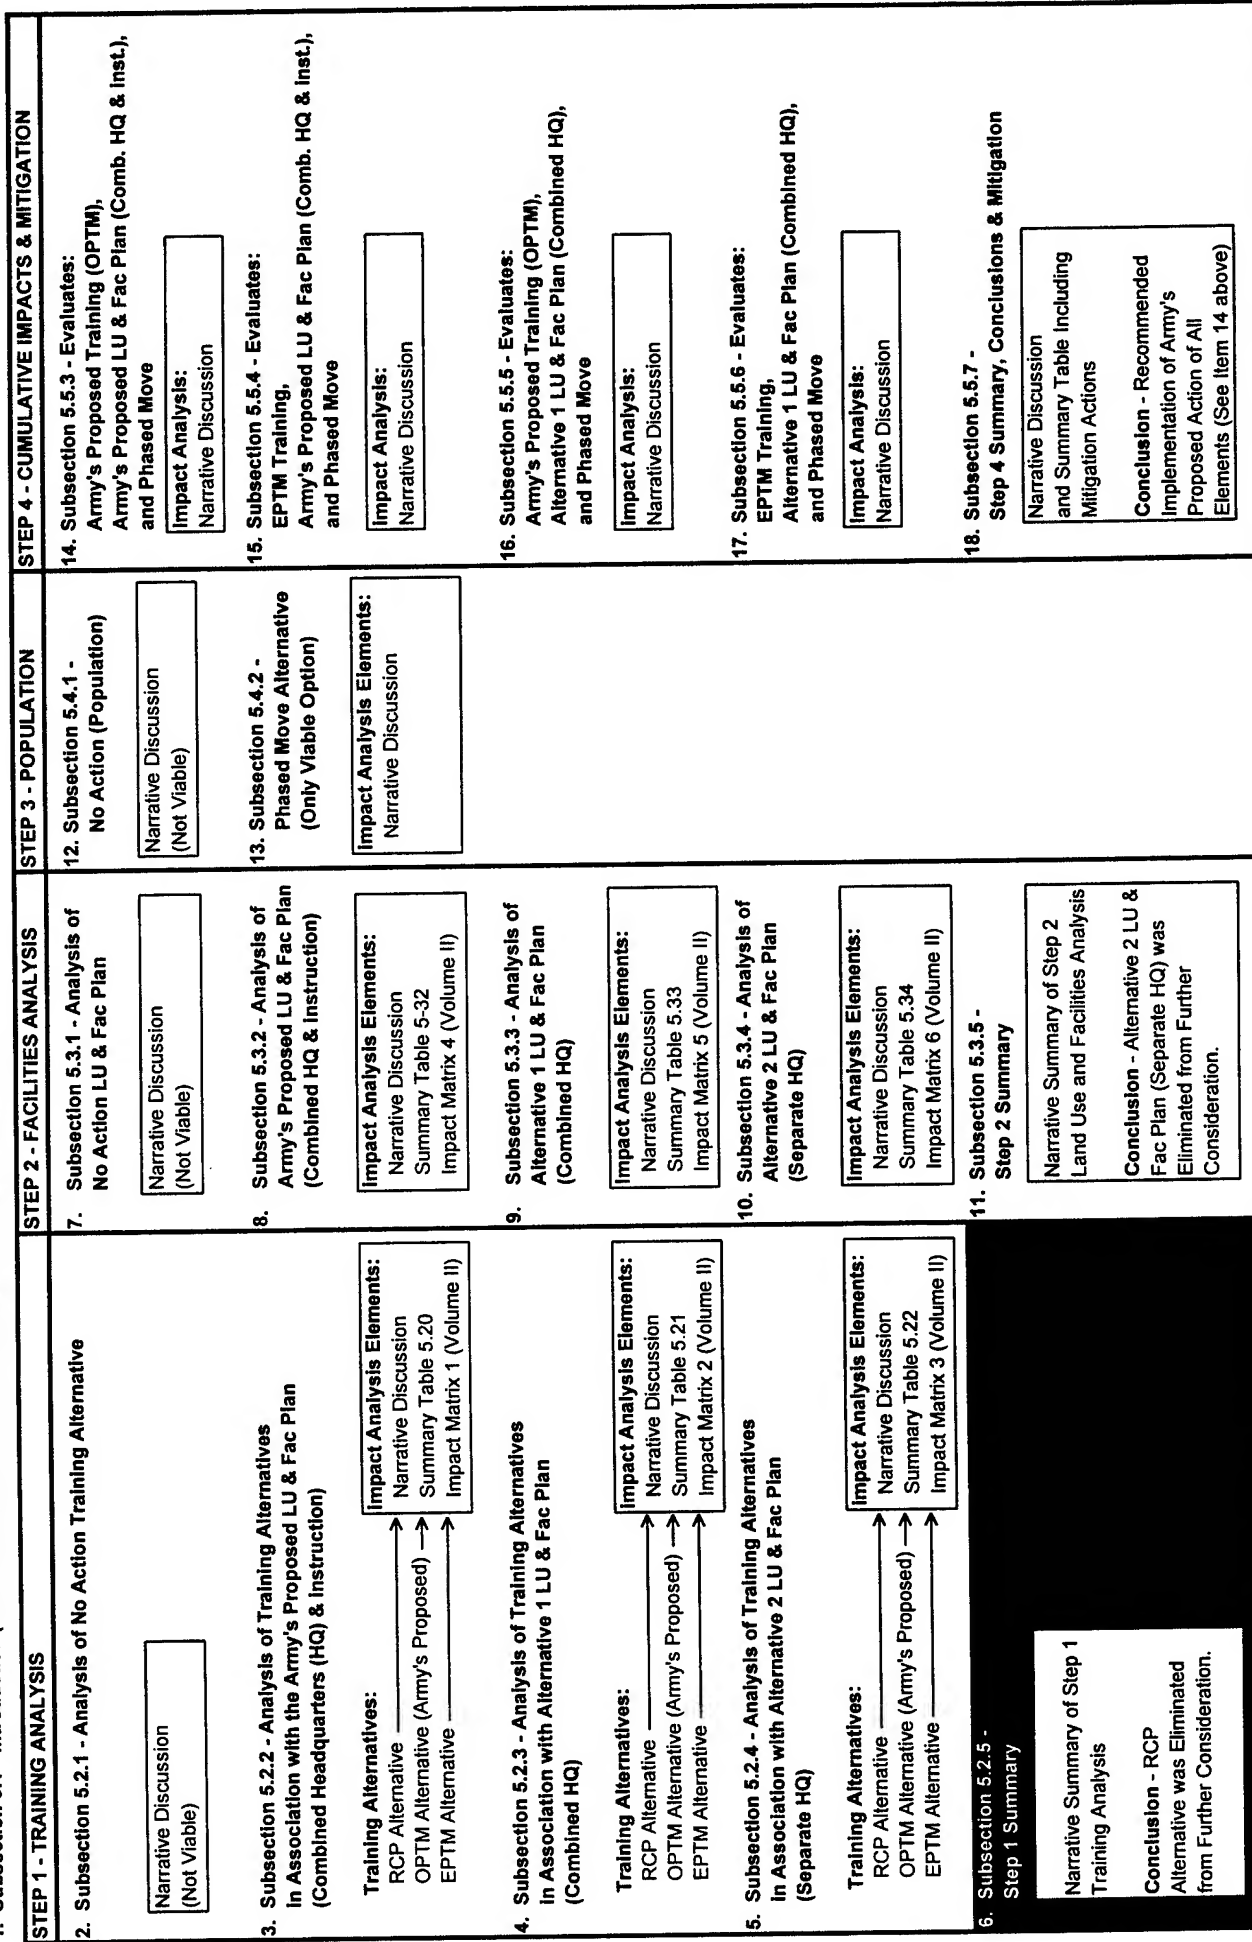 STEP 1 - TRAINING ANALYSIS
2. Subsection 5.2.1 - Analysis of No Action Training Alternative
Narrative Discussion
(Not Viable)
3. Subsection 5.2.2 - Analysis of Training Alternatives
in Association with the Army's Proposed LU & Fac Plan
(Combined Headquarters (HQ) & Instruction)
Training Alternatives:
RCP Alternative
OPTM Alternative (Army's Proposed)
EPTM Alternative
Impact Analysis Elements:
Narrative Discussion
Summary Table 5.20
Impact Matrix 1 (Volume II)
4. Subsection 5.2.3 - Analysis of Training Alternatives
in Association with Alternative 1 LU & Fac Plan
(Combined HQ)
Training Alternatives:
RCP Alternative
OPTM Alternative (Army's Proposed)
EPTM Alternative
Impact Analysis Elements:
Narrative Discussion
Summary Table 5.21
Impact Matrix 2 (Volume II)
5. Subsection 5.2.4 - Analysis of Training Alternatives
in Association with Alternative 2 LU & Fac Plan
(Separate HQ)
Training Alternatives:
RCP Alternative
OPTM Alternative (Army's Proposed)
EPTM Alternative
Impact Analysis Elements:
Narrative Discussion
Summary Table 5.22
Impact Matrix 3 (Volume II)
6. Subsection 5.2.5 -
Step 1 Summary
Narrative Summary of Step 1
Training Analysis
Conclusion - RCP
Alternative was Eliminated
from Further Consideration.
STEP 2 - FACILITIES ANALYSIS
7. Subsection 5.3.1 - Analysis of
No Action LU & Fac Plan
Narrative Discussion
(Not Viable)
8. Subsection 5.3.2 - Analysis of
Army's Proposed LU & Fac Plan
(Combined HQ & Instruction)
Impact Analysis Elements:
Narrative Discussion
Summary Table 5-32
Impact Matrix 4 (Volume II)
9. Subsection 5.3.3 - Analysis of
Alternative 1 LU & Fac Plan
(Combined HQ)
Impact Analysis Elements:
Narrative Discussion
Summary Table 5.33
Impact Matrix 5 (Volume II)
10. Subsection 5.3.4 - Analysis of
Alternative 2 LU & Fac Plan
(Separate HQ)
Impact Analysis Elements:
Narrative Discussion
Summary Table 5.34
Impact Matrix 6 (Volume II)
11. Subsection 5.3.5 -
Step 2 Summary
Narrative Summary of Step 2
Land Use and Facilities Analysis
Conclusion - Alternative 2 LU &
Fac Plan (Separate HQ) was
Eliminated from Further
Consideration.
STEP 3 - POPULATION
12. Subsection 5.4.1 -
No Action (Population)
Narrative Discussion
(Not Viable)
13. Subsection 5.4.2 -
Phased Move Alternative
(Only Viable Option)
Impact Analysis Elements:
Narrative Discussion
STEP 4 - CUMULATIVE IMPACTS & MITIGATION
14. Subsection 5.5.3 - Evaluates:
Army's Proposed Training (OPTM),
Army's Proposed LU & Fac Plan (Comb. HQ & Inst.),
and Phased Move
Impact Analysis:
Narrative Discussion
15. Subsection 5.5.4 - Evaluates:
EPTM Training,
Army's Proposed LU & Fac Plan (Comb. HQ & Inst.),
and Phased Move
Impact Analysis:
Narrative Discussion
16. Subsection 5.5.5 - Evaluates:
Army's Proposed Training (OPTM),
Alternative 1 LU & Fac Plan (Combined HQ),
and Phased Move
Impact Analysis:
Narrative Discussion
17. Subsection 5.5.6 - Evaluates:
EPTM Training,
Alternative 1 LU & Fac Plan (Combined HQ),
and Phased Move
Impact Analysis:
Narrative Discussion
18. Subsection 5.5.7 -
Step 4 Summary, Conclusions & Mitigation
Narrative Discussion
and Summary Table Including
Mitigation Actions
Conclusion - Recommended
Implementation of Army's
Proposed Action of All
Elements (See Item 14 above)